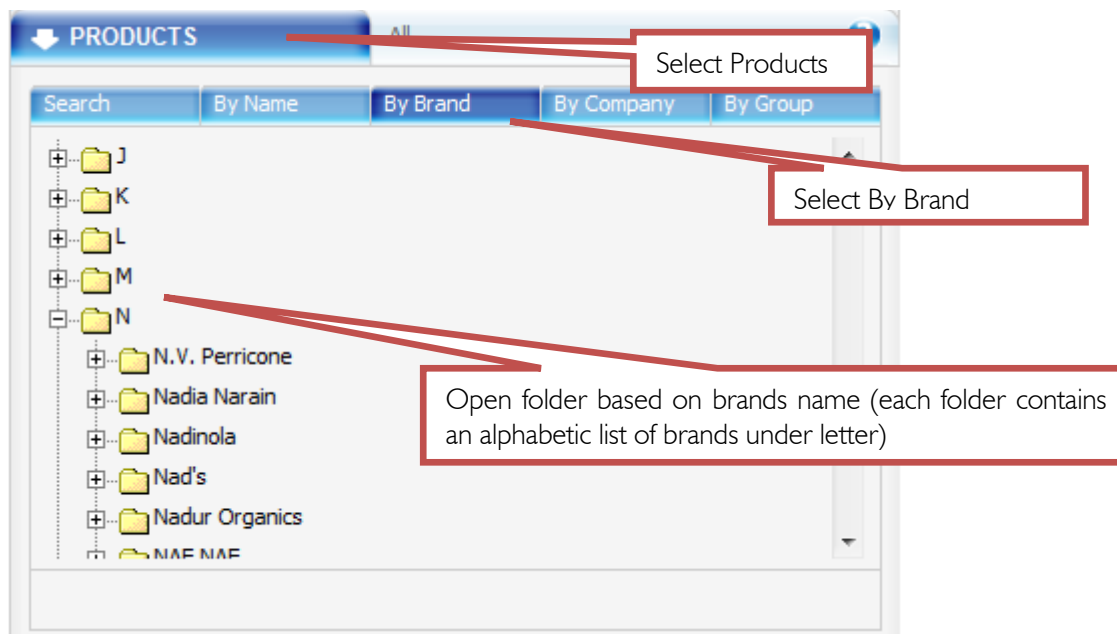 PRODUCTS
All
Select Products
Search By Name By Brand By Company By Group
J
Select By Brand
K
L
M
N
N.V. Perricone
Nadia Narain
Open folder based on brands name (each folder contains
an alphabetic list of brands under letter)
Nadinola
Nad's
Nadur Organics
NAF NAF